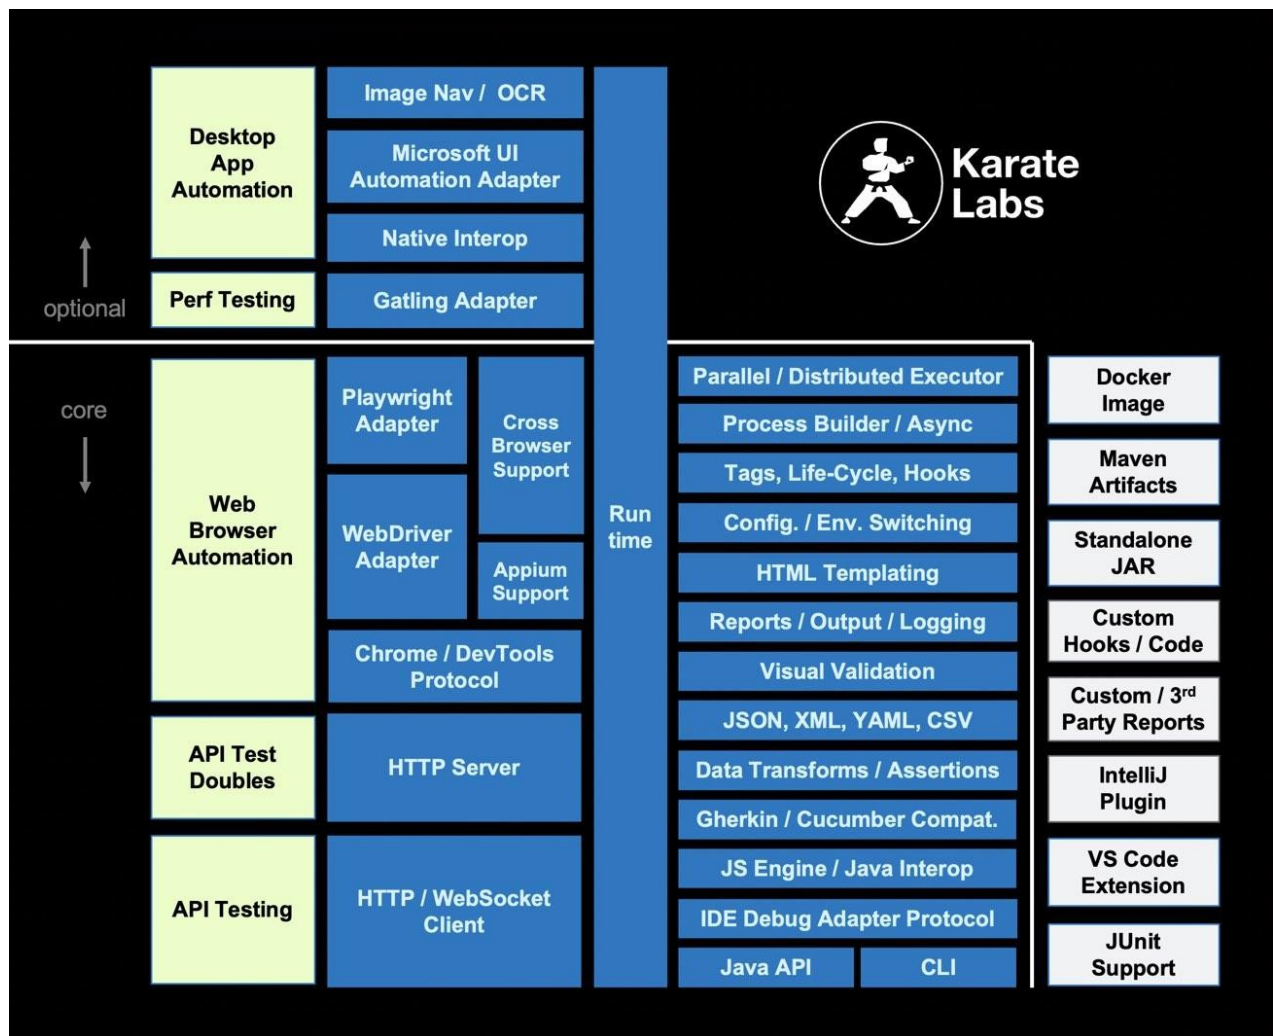 Desktop
App
Automation
Image Nav / OCR
Microsoft UI
Automation Adapter
Native Interop
Karate
Labs
optional
Perf Testing
Gatling Adapter
core
Web
Browser
Automation
Playwright
Adapter
Cross
Browser
Support
WebDriver
Adapter
Appium
Support
Chrome / DevTools
Protocol
API Test
Doubles
HTTP Server
API Testing
HTTP / WebSocket
Client
Run
time
Parallel / Distributed Executor
Process Builder / Async
Tags, Life-Cycle, Hooks
Config. / Env. Switching
HTML Templating
Reports / Output / Logging
Visual Validation
JSON, XML, YAML, CSV
Data Transforms / Assertions
Gherkin / Cucumber Compat.
JS Engine / Java Interop
IDE Debug Adapter Protocol
Java API
CLI
Docker
Image
Maven
Artifacts
Standalone
JAR
Custom
Hooks / Code
Custom / 3rd
Party Reports
IntelliJ
Plugin
VS Code
Extension
JUnit
Support